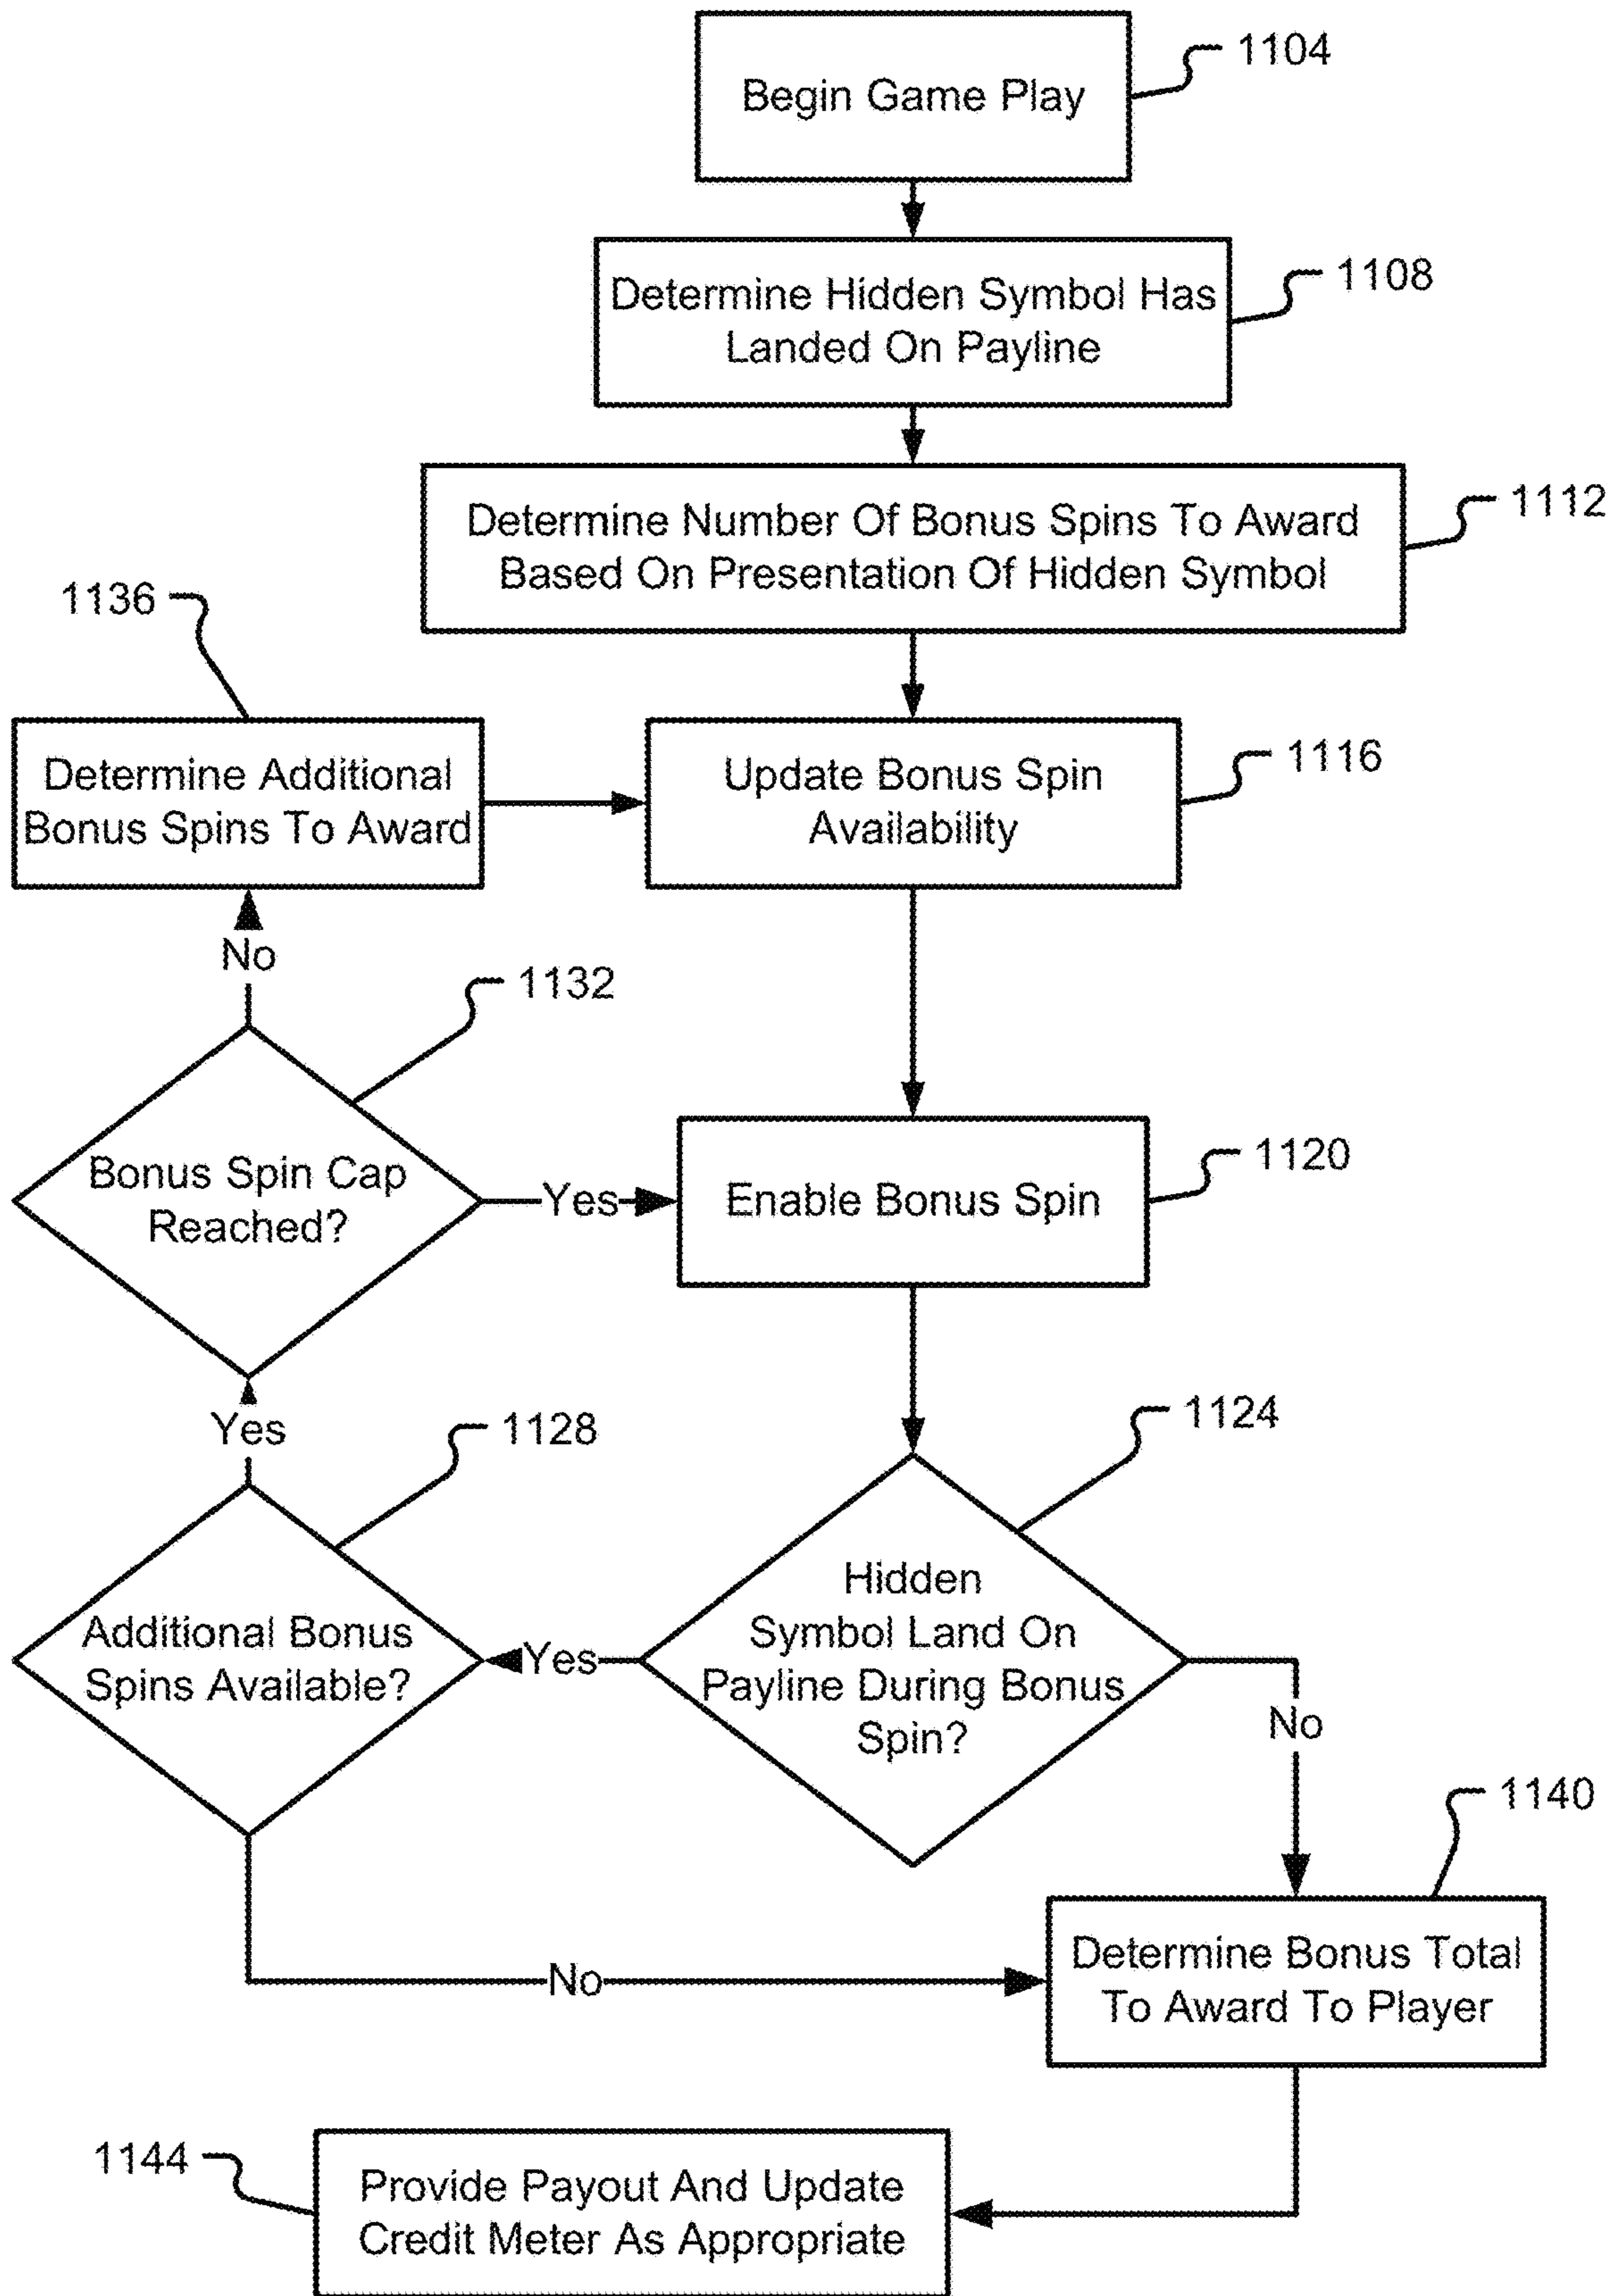 1104
Begin Game Play
1108
Determine Hidden Symbol Has
Landed On Payline
1112
Determine Number Of Bonus Spins To Award
Based On Presentation Of Hidden Symbol
1136
Determine Additional
Bonus Spins To Award
1116
Update Bonus Spin
Availability
No
1132
Bonus Spin Cap
Reached?
Yes
1120
Enable Bonus Spin
Yes
1128
Additional Bonus
Spins Available?
1124
Hidden
Symbol Land On
Payline During Bonus
Spin?
Yes
No
1140
No
Determine Bonus Total
To Award To Player
1144
Provide Payout And Update
Credit Meter As Appropriate